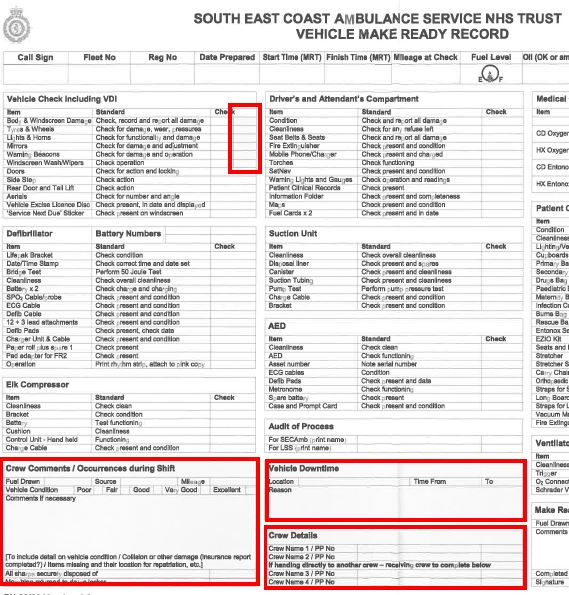 SOUTH EAST COAST AMBULANCE SERVICE NHS TRUST
VEHICLE MAKE READY RECORD
Call Sign Fleet No Reg No Date Prepared Start Time (MRT) Finish Time (MRT) Mileage at Check Fuel Level Oil (OK or am
E F
Vehicle Check Including VDI
Item Standard Check
Body & Windscreen Damage Check, record and report all damage
Tyres & Wheels Check for damage, wear, pressures
Lights & Horns Check for functionality and damage
Mirrors Check for damage and adjustment
Warning Beacons Check for damage and operation
Windscreen Wash/Wipers Check operation
Doors Check for action and locking
Side Step Check action
Rear Door and Tail Lift Check action
Aerials Check for number and angle
Vehicle Excise Licence Disc Check present, in date and displayed
'Service Next Due' Sticker Check present on windscreen
Defibrillator Battery Numbers
Item Standard Check
Lifepak Bracket Check condition
Date/Time Stamp Check correct time and date set
Bridge Test Perform 50 Joule Test
Cleanliness Check overall cleanliness
Battery x 2 Check charge and charging
SPO2 Cable/probe Check present and condition
ECG Cable Check present and condition
Defib Cable Check present and condition
12 + 3 lead attachments Check present and condition
Defib Pads Check present, check date
Charger Unit & Cable Check present and condition
Paper roll plus spare 1 Check present
Pad adapter for FR2 Check present
Operation Print rhythm strip, attach to pink copy
Elk Compressor
Item Standard Check
Cleanliness Check clean
Bracket Check condition
Battery Test functioning
Cushion Cleanliness
Control Unit - Hand held Functioning
Charge Cable Check present and condition
Crew Comments / Occurrences during Shift
Fuel Drawn Source Mileage
Vehicle Condition Poor Fair Good Very Good Excellent
Comments if necessary
[To include detail on vehicle condition / Collision or other damage (insurance report
completed?) / Items missing and their location for repatriation, etc.]
All sharps securely disposed of
Driver's and Attendant's Compartment
Item Standard Check
Condition Check and report all damage
Cleanliness Check for any refuse left
Seat Belts & Seats Check and report all damage
Fire Extinguisher Check present and condition
Mobile Phone/Charger Check present and charged
Torches Check functioning
SatNav Check present and condition
Warning Lights and Gauges Check operation and readings
Patient Clinical Records Check present
Information Folder Check present and completeness
Maps Check present and condition
Fuel Cards x 2 Check present and in date
Suction Unit
Item Standard Check
Cleanliness Check overall cleanliness
Disposal liner Check present and spares
Canister Check present and cleanliness
Suction Tubing Check present and cleanliness
Pump Test Perform pump pressure test
Charge Cable Check present and condition
Bracket Check present and condition
AED
Cleanliness Check clean
AED Check functioning
Asset number Note serial number
ECG cables Condition
Defib Pads Check present and date
Metronome Check functioning
Spare battery Check present
Case and Prompt Card Check present and condition
Audit of Process
For SECAmb (print name)
For LSS (print name)
Vehicle Downtime
Location Time From To
Reason
Crew Details
Crew Name 1 / PP No
Crew Name 2 / PP No
If handing directly to another crew – receiving crew to complete below
Crew Name 3 / PP No
Crew Name 4 / PP No
Medical
Item
CD Oxygen
HX Oxygen
CD Entono
HX Entono
Patient C
Item
Condition
Cleanliness
Lighting/Ve
Cupboards
Primary Ba
Secondary
Drugs Bag
Paediatric
Maternity B
Infection Co
Burns Bag
Rescue Ba
Entonox Se
EZIO Kit
Seats and
Stretcher
Stretcher
Carry Chair
Orthopaedic
Straps for S
Long Board
Straps for L
Vacuum Ma
Fire Extingu
Ventilator
Item
Cleanliness
Trigger
O2 Connect
Schrader V
Make Rea
Fuel Drawn
Comments
Completed
Signature